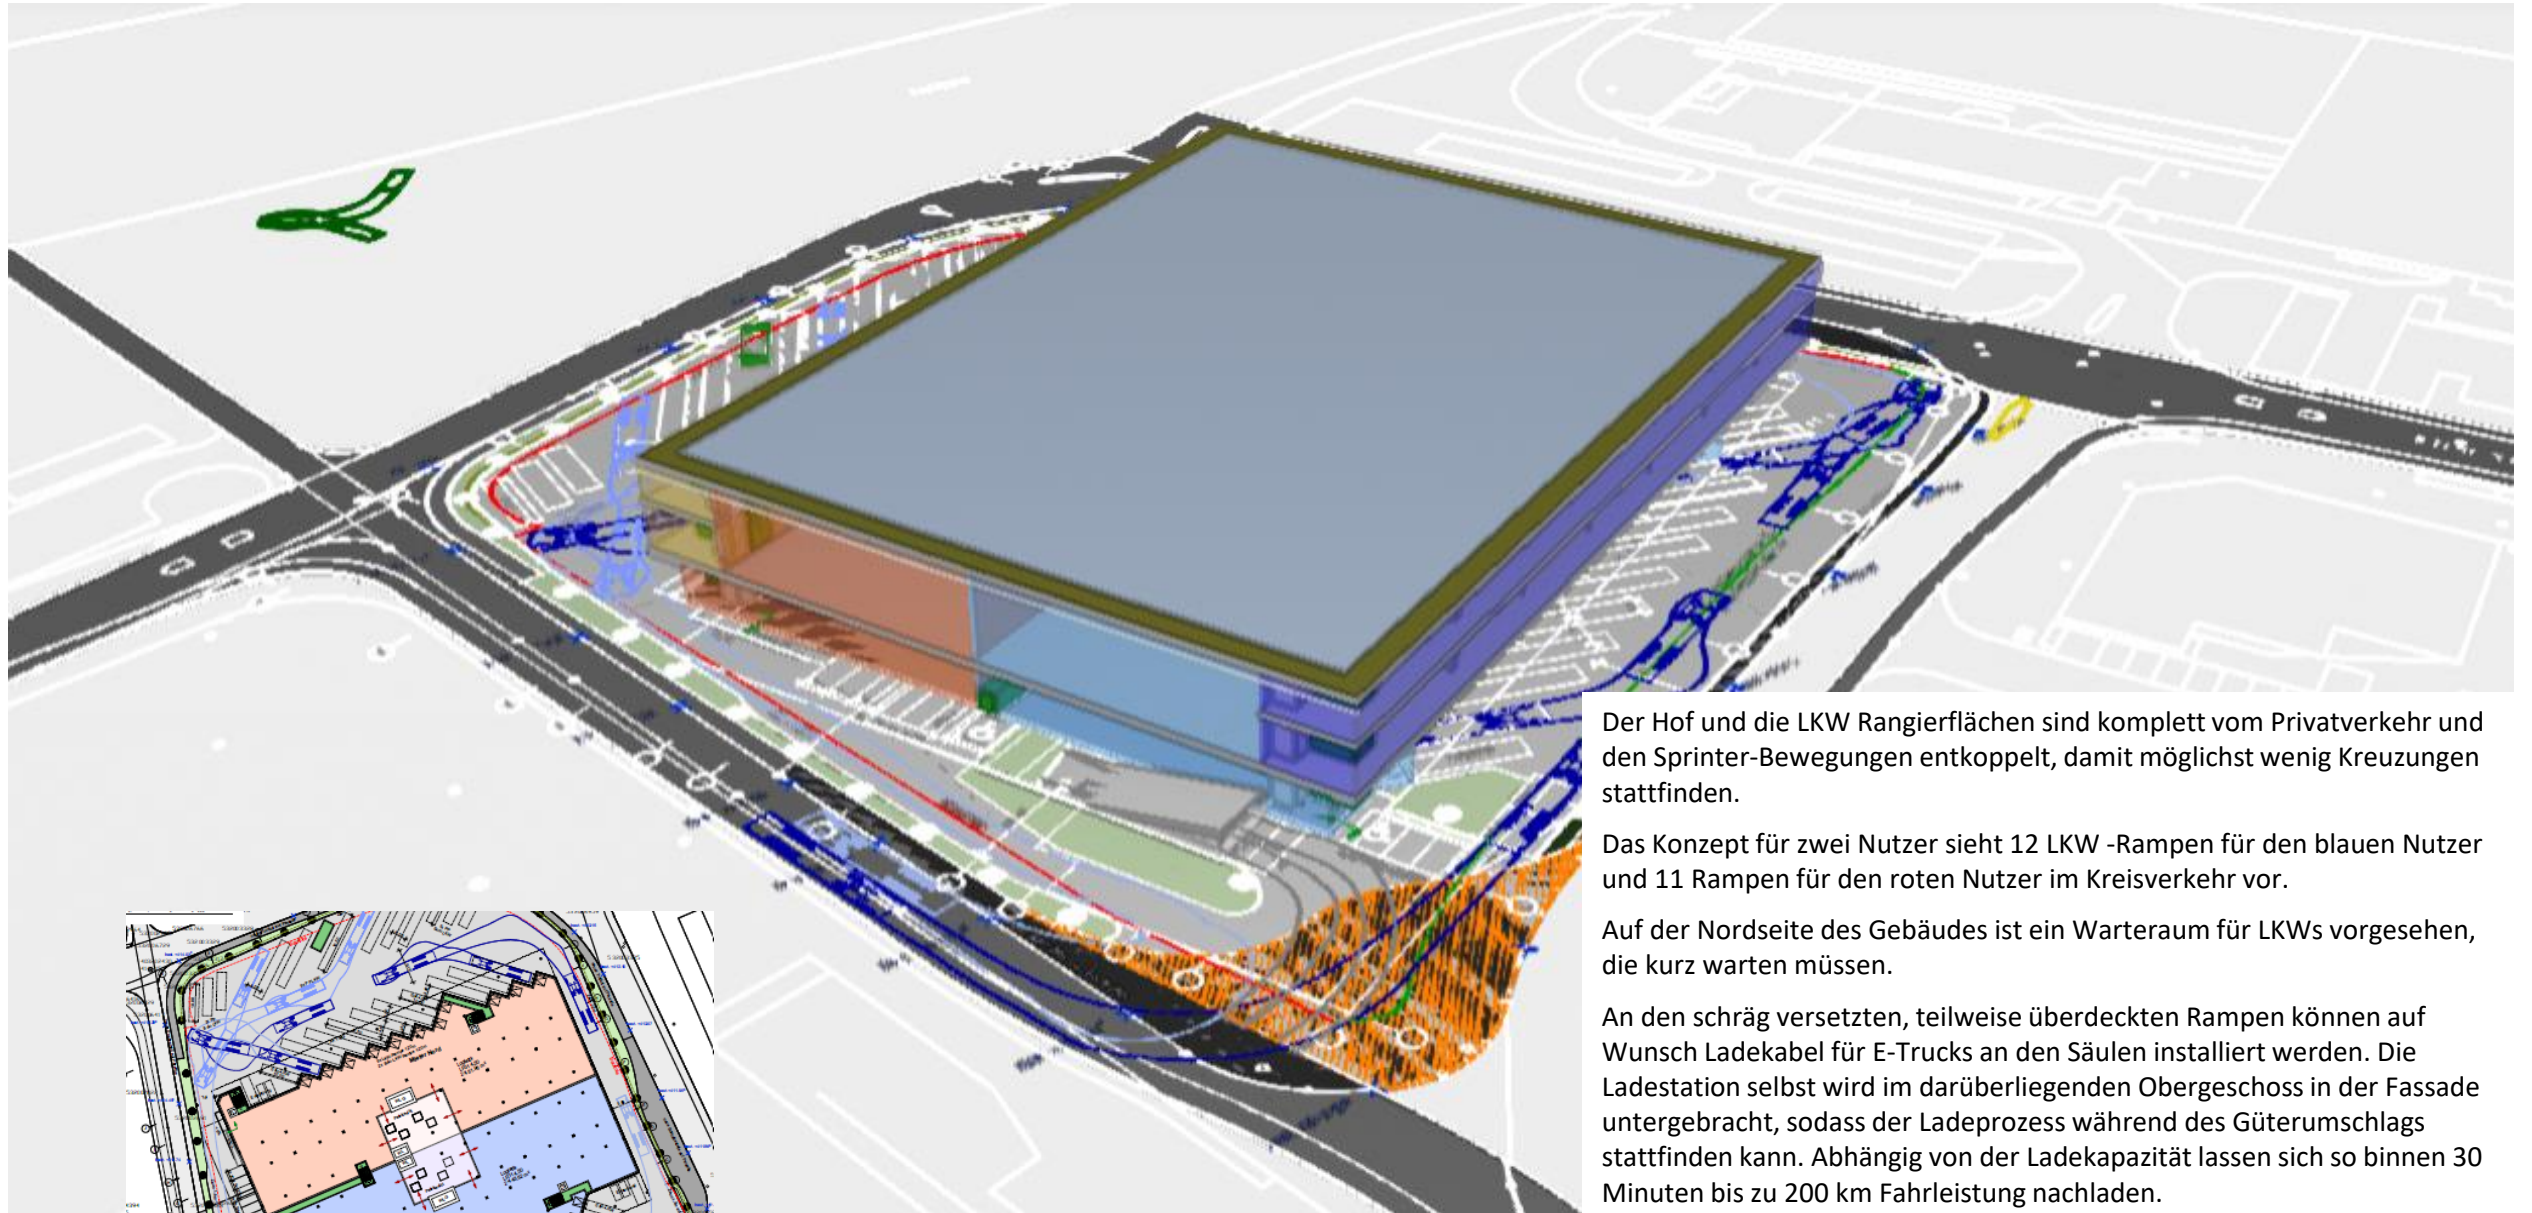 Der Hof und die LKW Rangierflächen sind komplett vom Privatverkehr und
den Sprinter-Bewegungen entkoppelt, damit möglichst wenig Kreuzungen
stattfinden.
Das Konzept für zwei Nutzer sieht 12 LKW -Rampen für den blauen Nutzer
und 11 Rampen für den roten Nutzer im Kreisverkehr vor.
Auf der Nordseite des Gebäudes ist ein Warteraum für LKWs vorgesehen,
die kurz warten müssen.
An den schräg versetzten, teilweise überdeckten Rampen können auf
Wunsch Ladekabel für E-Trucks an den Säulen installiert werden. Die
Ladestation selbst wird im darüberliegenden Obergeschoss in der Fassade
untergebracht, sodass der Ladeprozess während des Güterumschlags
stattfinden kann. Abhängig von der Ladekapazität lassen sich so binnen 30
Minuten bis zu 200 km Fahrleistung nachladen.